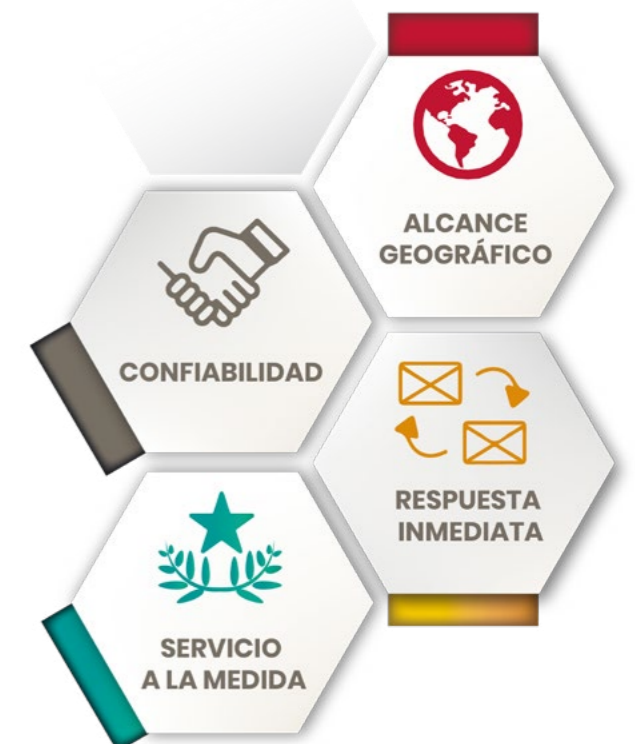 ALCANCE
GEOGRÁFICO
CONFIABILIDAD
RESPUESTA
INMEDIATA
SERVICIO
A LA MEDIDA